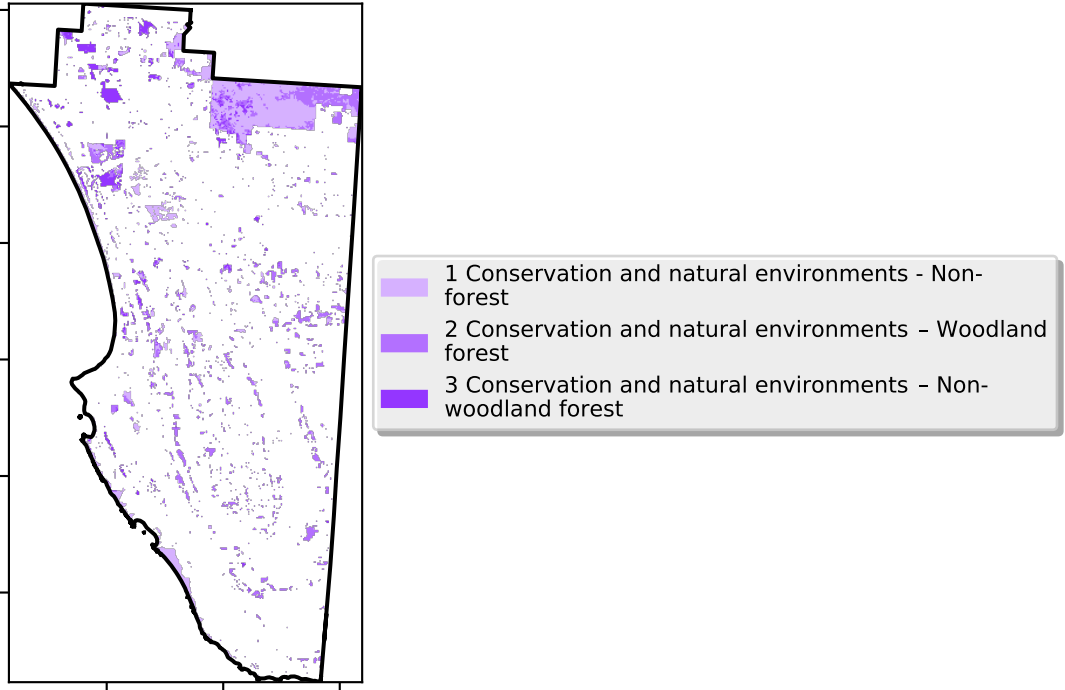 1 Conservation and natural environments - Non-
forest
2 Conservation and natural environments – Woodland
forest
3 Conservation and natural environments – Non-
woodland forest